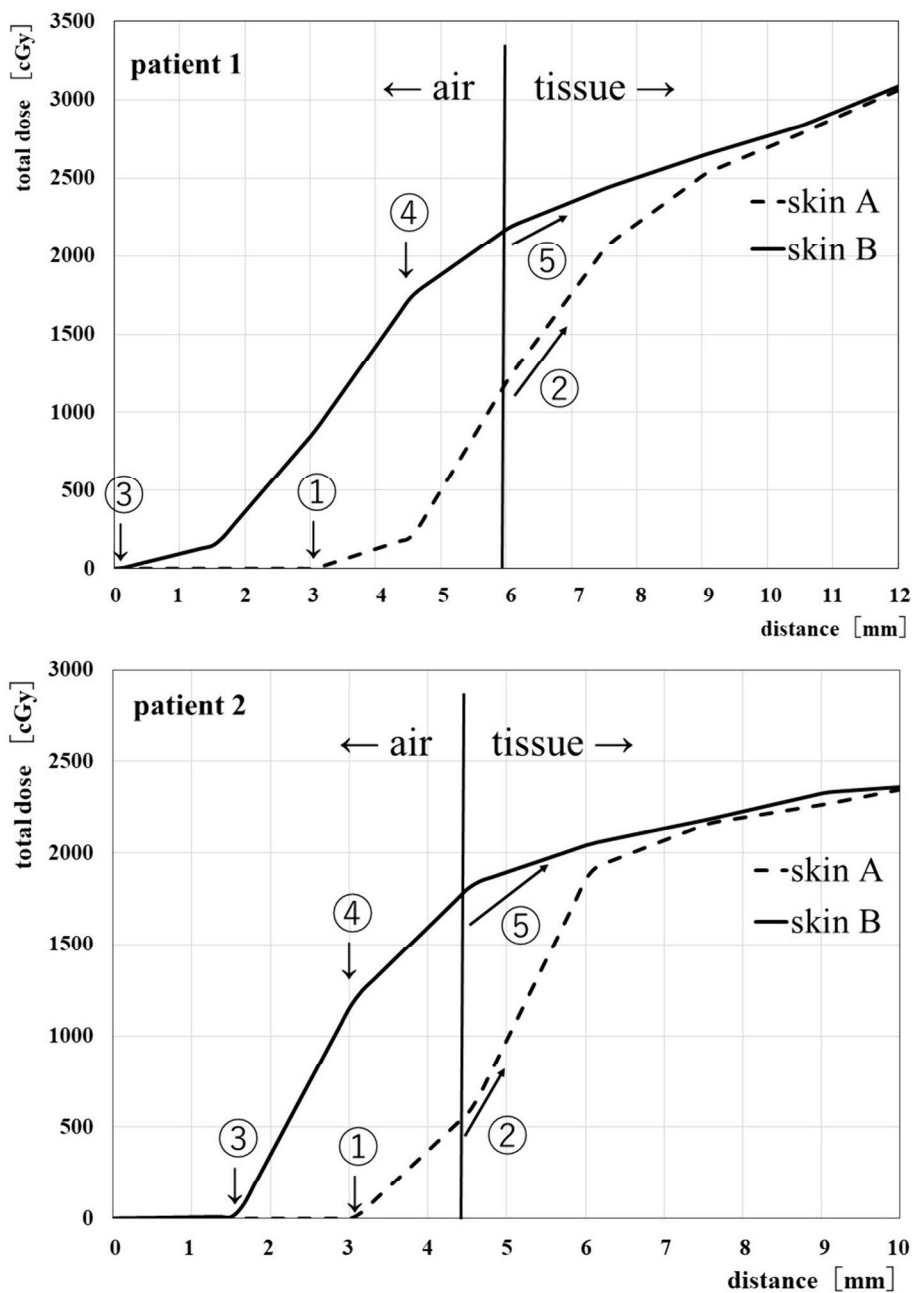 patient 1
total dose [cGy]
3500
3000
2500
2000
1500
1000
500
0
← air
tissue →
④
⑤
②
③
①
skin A
skin B
0 1 2 3 4 5 6 7 8 9 10 11 12
distance [mm]
patient 2
total dose [cGy]
3000
2500
2000
1500
1000
500
0
← air
tissue →
④
⑤
③
①
②
skin A
skin B
0 1 2 3 4 5 6 7 8 9 10
distance [mm]